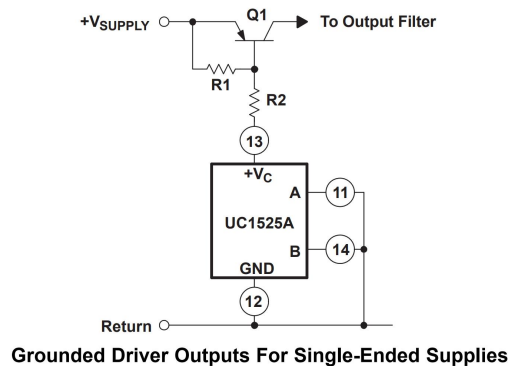 Q1
+VSUPPLY
To Output Filter
R1
R2
13
+VC
A
11
UC1525A
B
14
GND
12
Return
Grounded Driver Outputs For Single-Ended Supplies